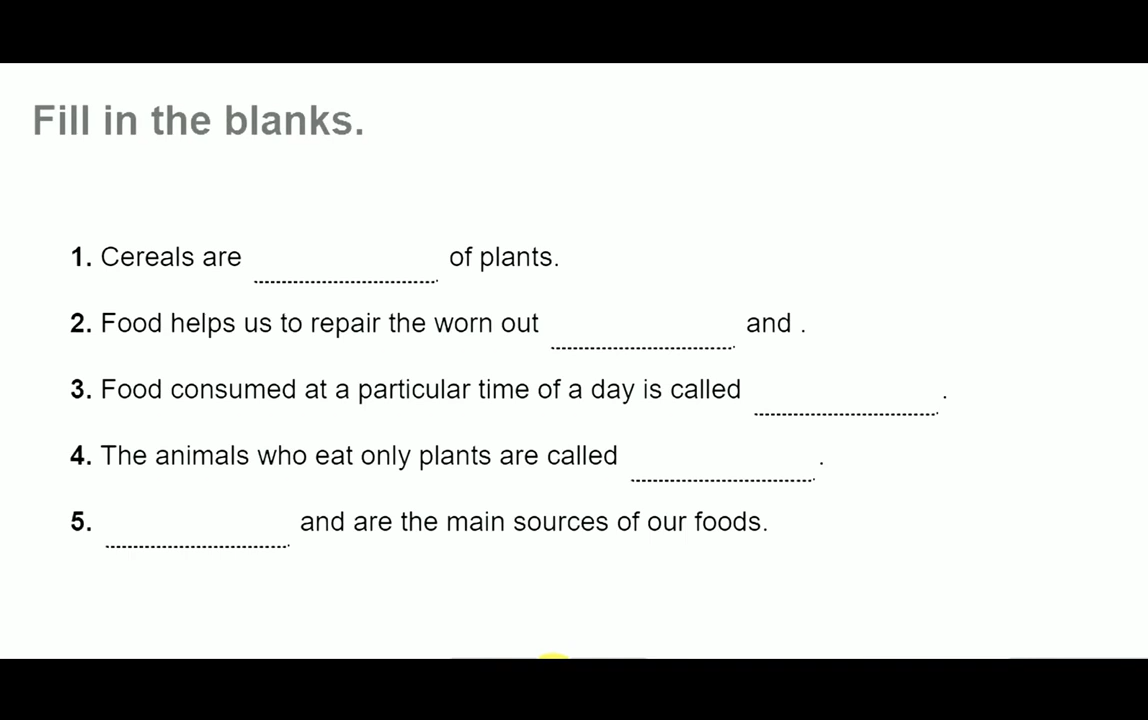 Fill in the blanks.
1. Cereals are ................................ of plants.
2. Food helps us to repair the worn out ................................ and .
3. Food consumed at a particular time of a day is called ................................ .
4. The animals who eat only plants are called ................................ .
5. ................................ and are the main sources of our foods.